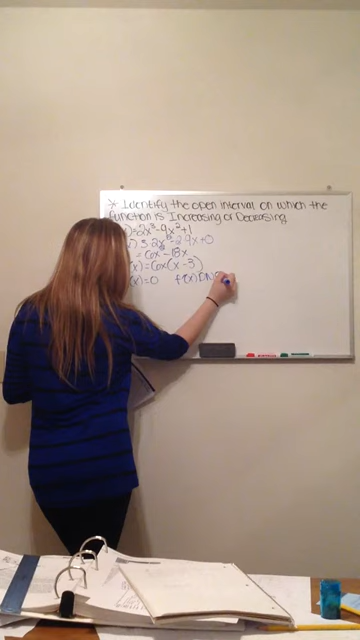 * Identify the open interval on which the
function is Increasing or Decreasing
)=2x³-9x²+1
) 3·2x²-2·9x+0
=6x²-18x
(x)=6x(x-3)
(x)=0 f'(x) DN